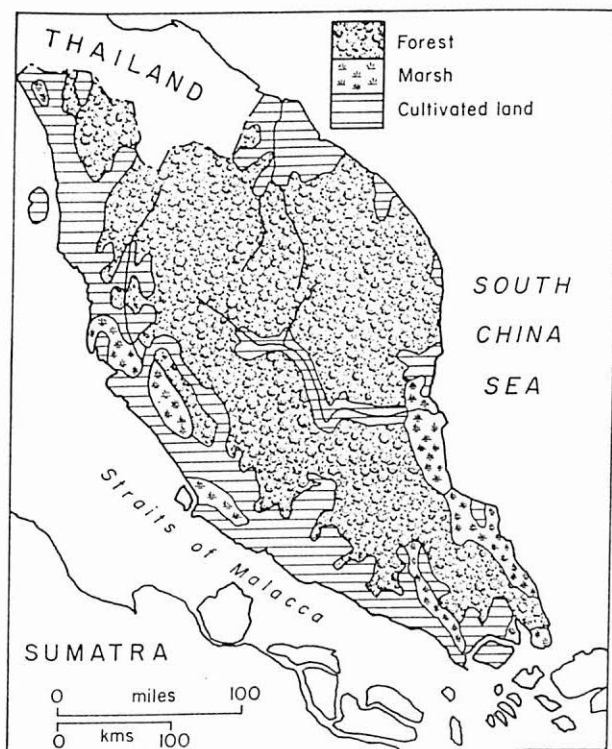 THAILAND
Forest
Marsh
Cultivated land
SOUTH
CHINA
SEA
Straits of Malacca
SUMATRA
0 miles 100
0 kms 100